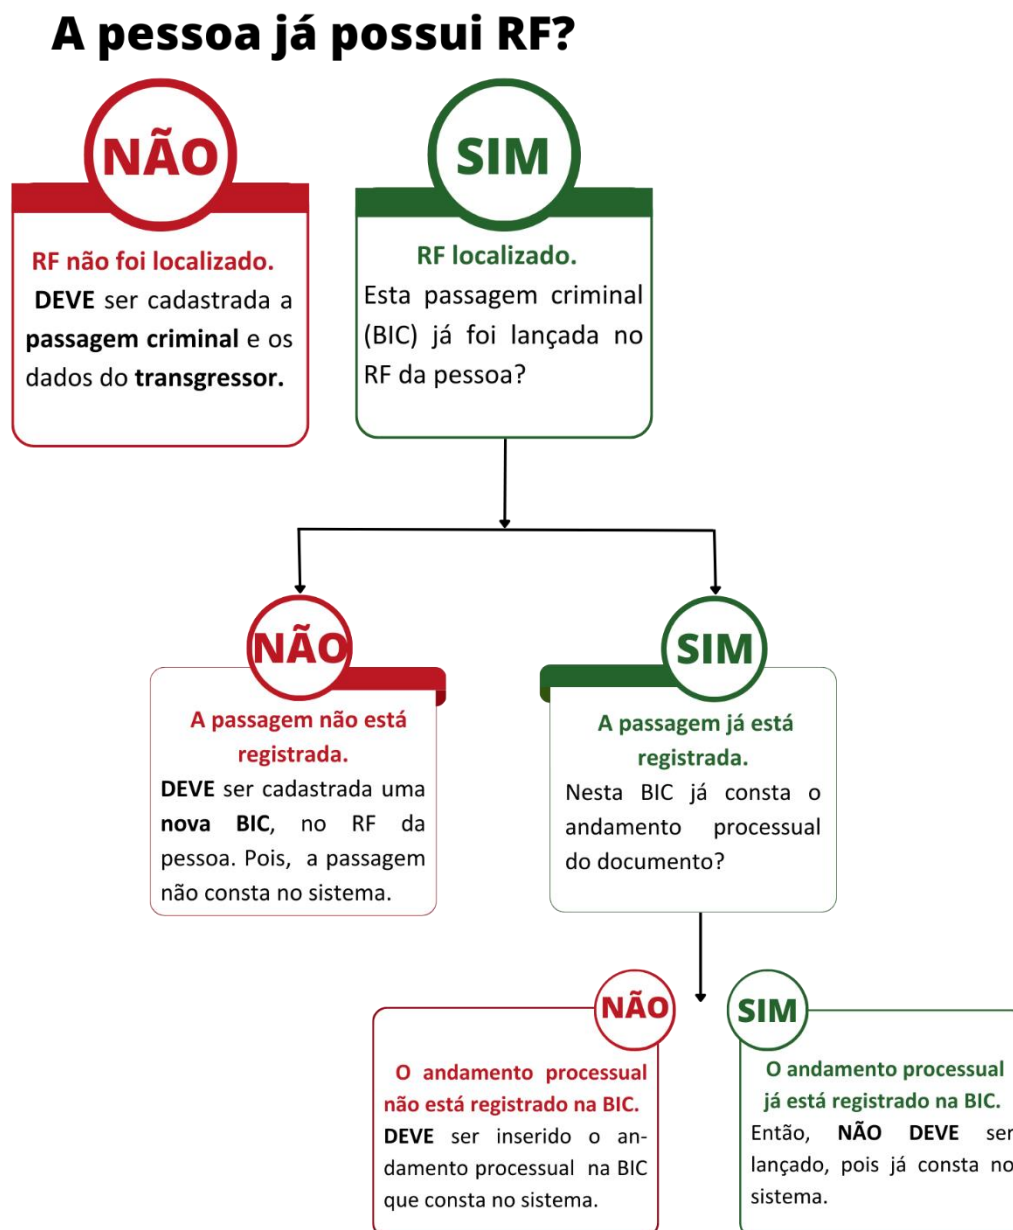 A pessoa já possui RF?
NÃO
RF não foi localizado.
DEVE ser cadastrada a
passagem criminal e os
dados do transgressor.
SIM
RF localizado.
Esta passagem criminal
(BIC) já foi lançada no
RF da pessoa?
NÃO
A passagem não está
registrada.
DEVE ser cadastrada uma
nova BIC, no RF da
pessoa. Pois, a passagem
não consta no sistema.
SIM
A passagem já está
registrada.
Nesta BIC já consta o
andamento processual
do documento?
NÃO
O andamento processual
não está registrado na BIC.
DEVE ser inserido o an-
damento processual na BIC
que consta no sistema.
SIM
O andamento processual
já está registrado na BIC.
Então, NÃO DEVE ser
lançado, pois já consta no
sistema.